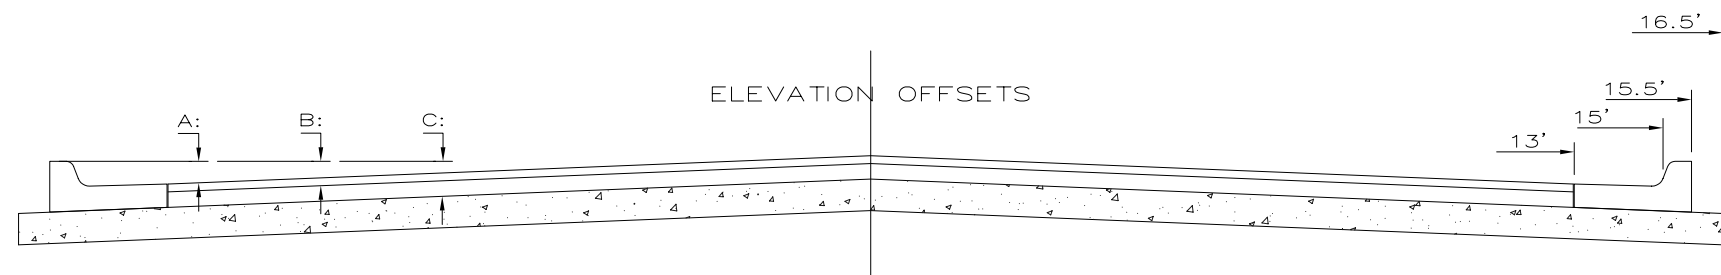 16.5'
ELEVATION OFFSETS
15.5'
A:
B:
C:
15'
13'